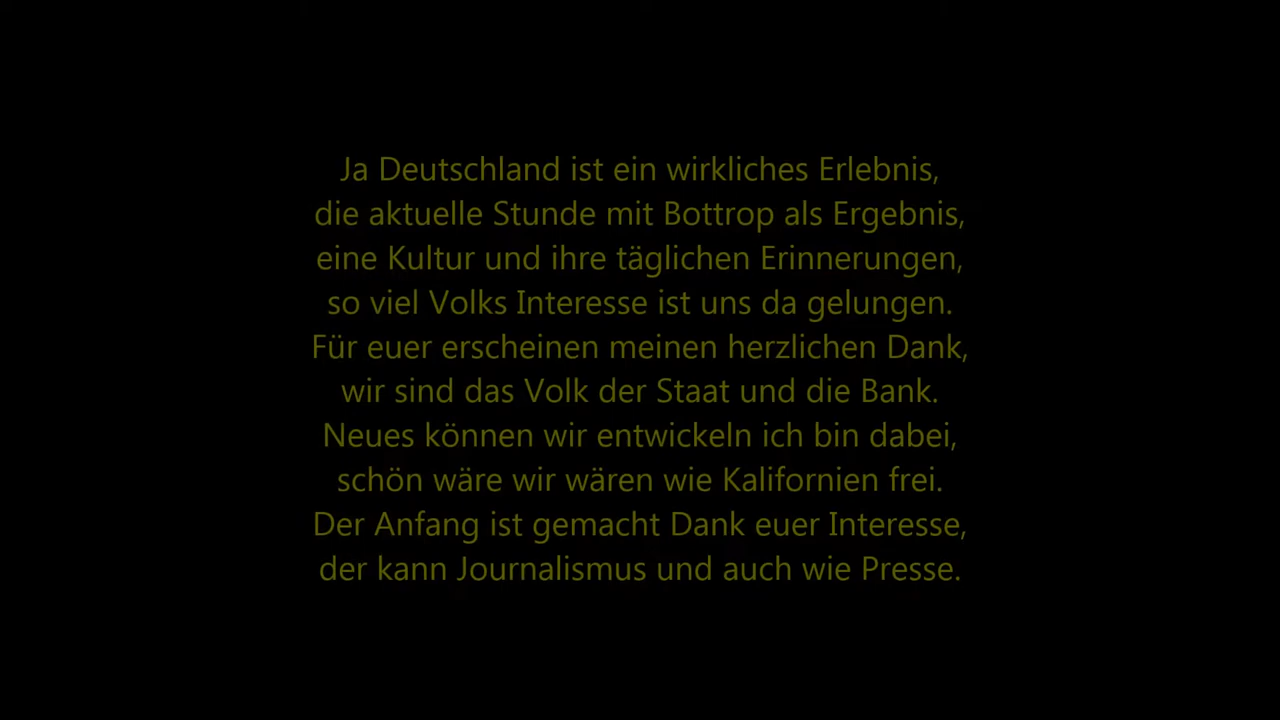 Ja Deutschland ist ein wirkliches Erlebnis,
die aktuelle Stunde mit Bottrop als Ergebnis,
eine Kultur und ihre täglichen Erinnerungen,
so viel Volks Interesse ist uns da gelungen.
Für euer erscheinen meinen herzlichen Dank,
wir sind das Volk der Staat und die Bank.
Neues können wir entwickeln ich bin dabei,
schön wäre wir wären wie Kalifornien frei.
Der Anfang ist gemacht Dank euer Interesse,
der kann Journalismus und auch wie Presse.